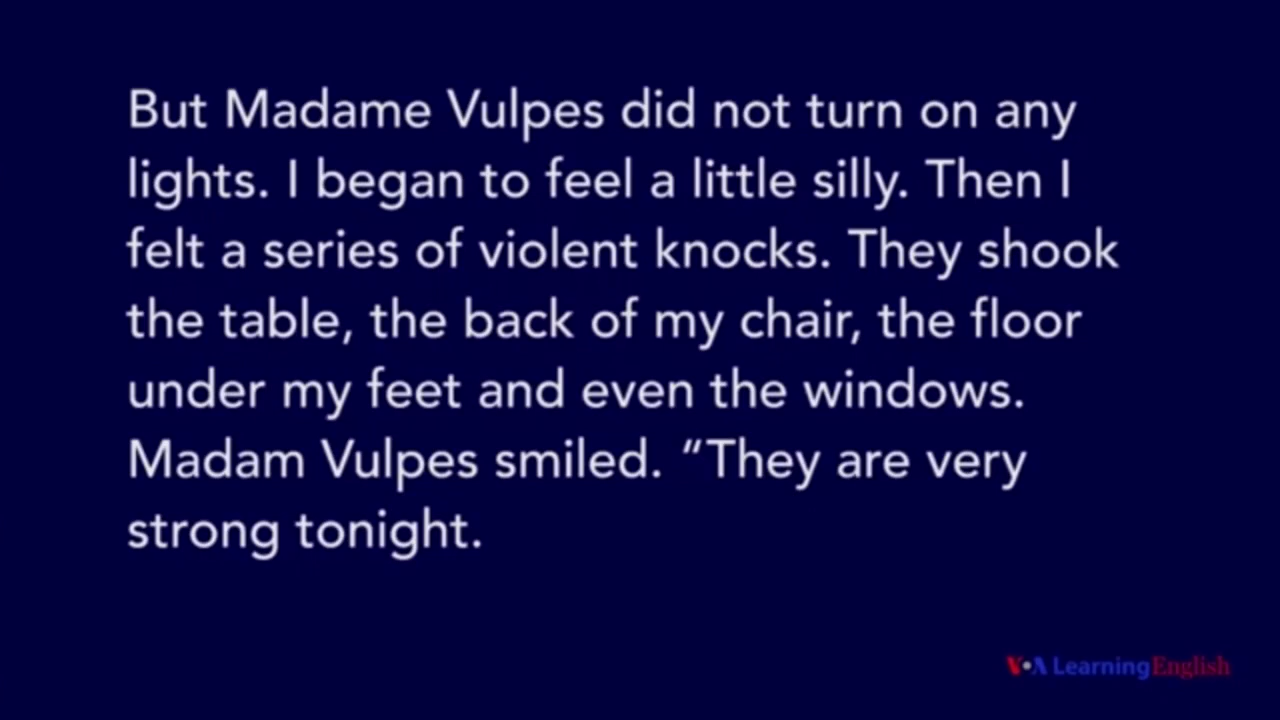 But Madame Vulpes did not turn on any
lights. I began to feel a little silly. Then I
felt a series of violent knocks. They shook
the table, the back of my chair, the floor
under my feet and even the windows.
Madam Vulpes smiled. “They are very
strong tonight.
VOA Learning English